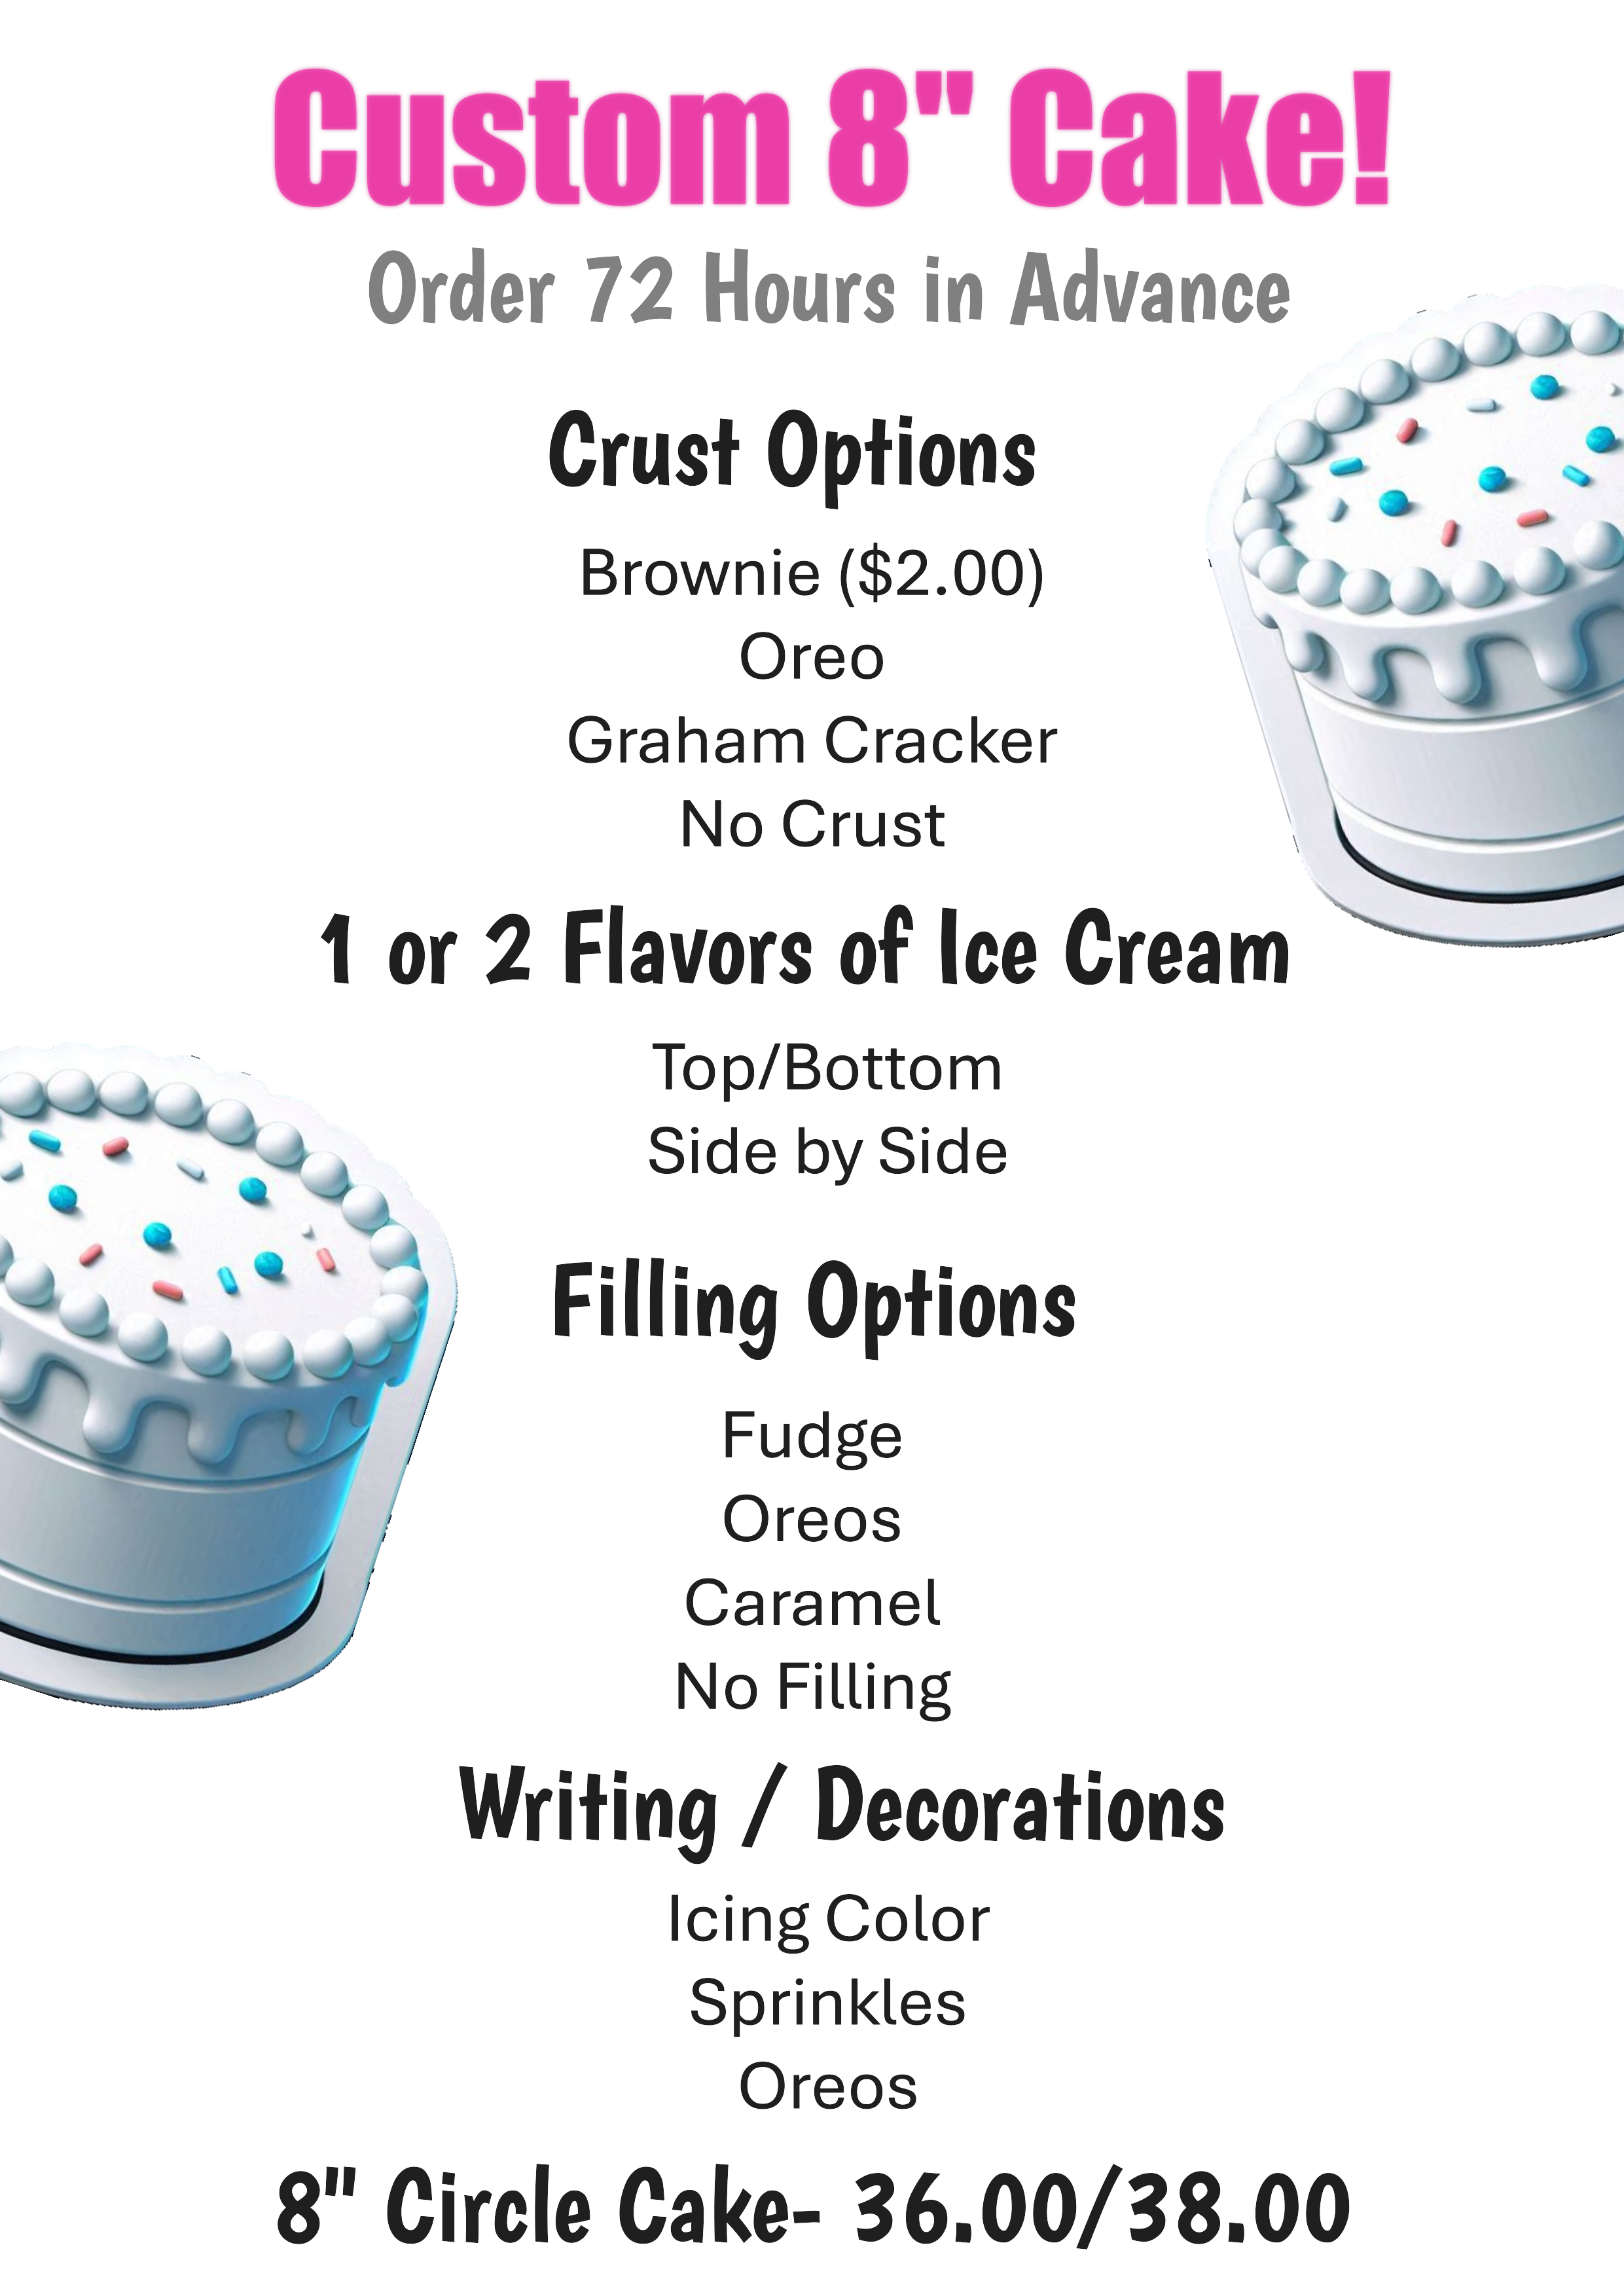 Custom 8" Cake!
Order 72 Hours in Advance
Crust Options
Brownie ($2.00)
Oreo
Graham Cracker
No Crust
1 or 2 Flavors of Ice Cream
Top/Bottom
Side by Side
Filling Options
Fudge
Oreos
Caramel
No Filling
Writing / Decorations
Icing Color
Sprinkles
Oreos
8" Circle Cake- 36.00/38.00